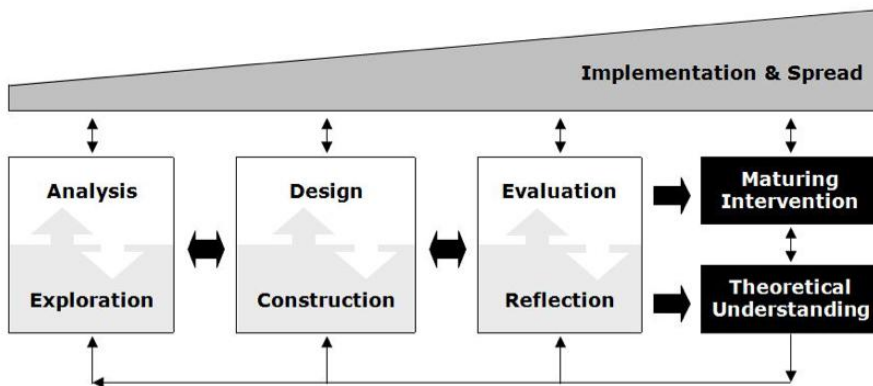 Implementation & Spread
Analysis
Exploration
Design
Construction
Evaluation
Reflection
Maturing
Intervention
Theoretical
Understanding